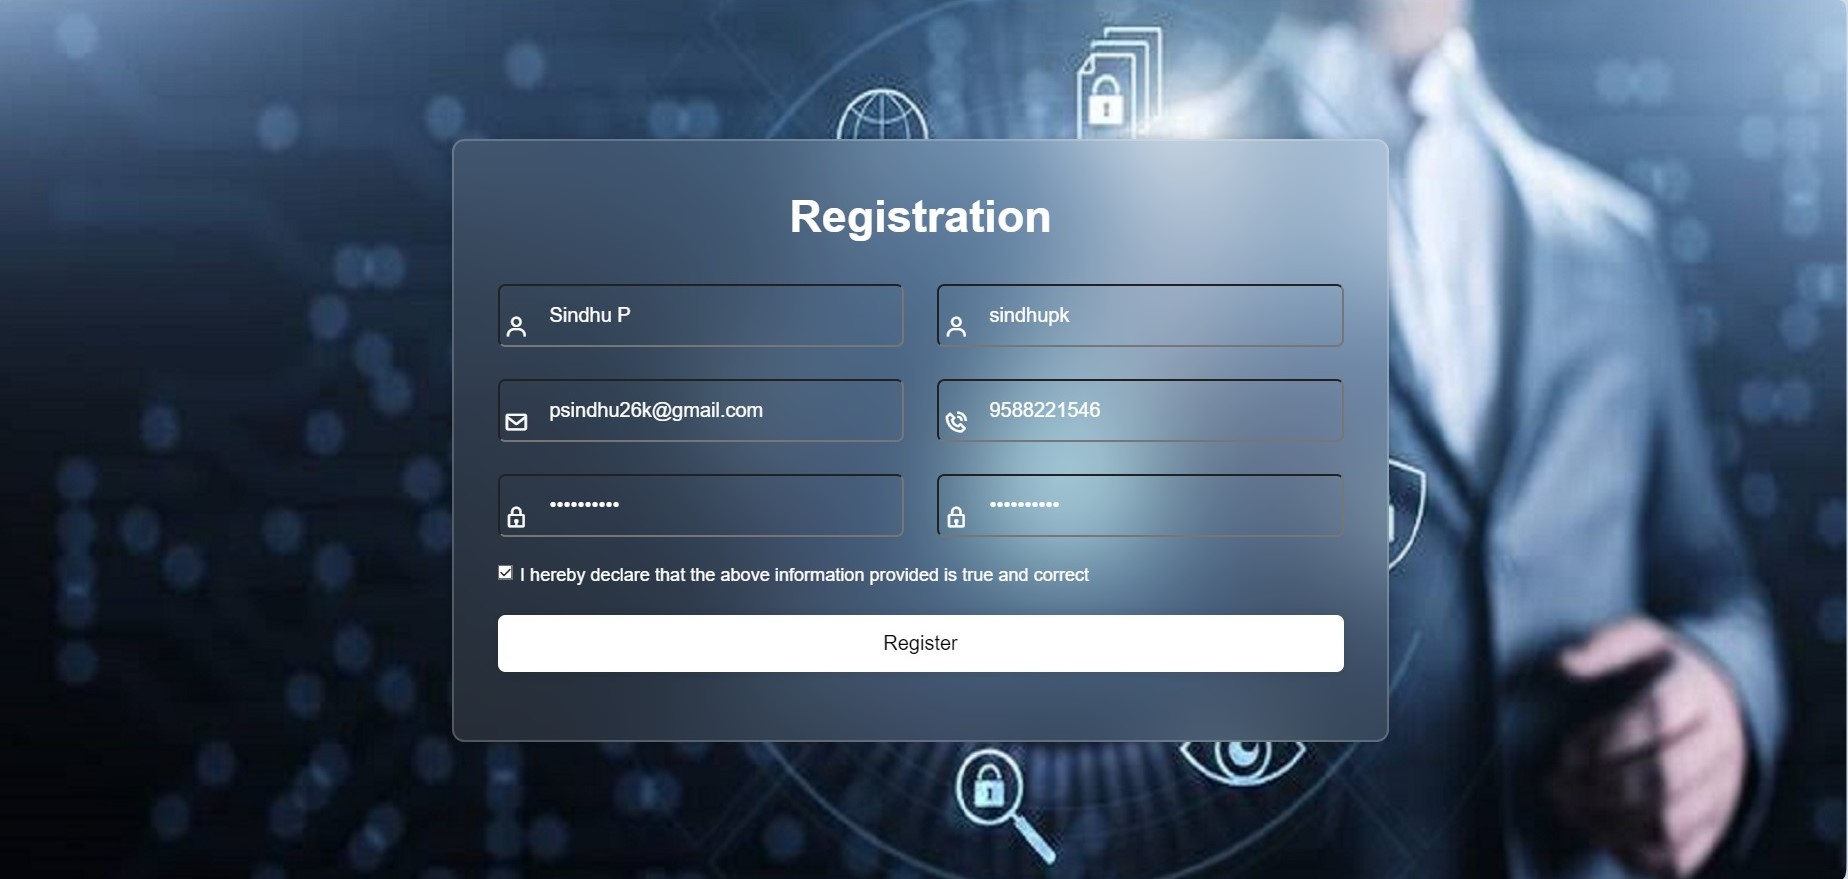 Registration
Sindhu P
sindhupk
psindhu26k@gmail.com
9588221546
••••••••••
••••••••••
I hereby declare that the above information provided is true and correct
Register